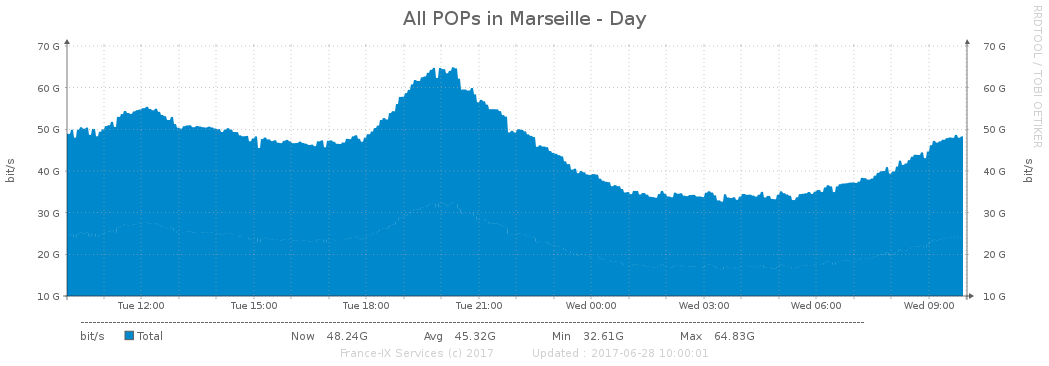 All POPs in Marseille - Day
RRDTOOL / TOBI OETIKER
70 G 70 G
60 G 60 G
50 G 50 G
40 G 40 G
30 G 30 G
20 G 20 G
10 G 10 G
bit/s
bit/s
Tue 12:00 Tue 15:00 Tue 18:00 Tue 21:00 Wed 00:00 Wed 03:00 Wed 06:00 Wed 09:00
bit/s Total Now 48.24G Avg 45.32G Min 32.61G Max 64.83G
France-IX Services (c) 2017 Updated : 2017-06-28 10:00:01